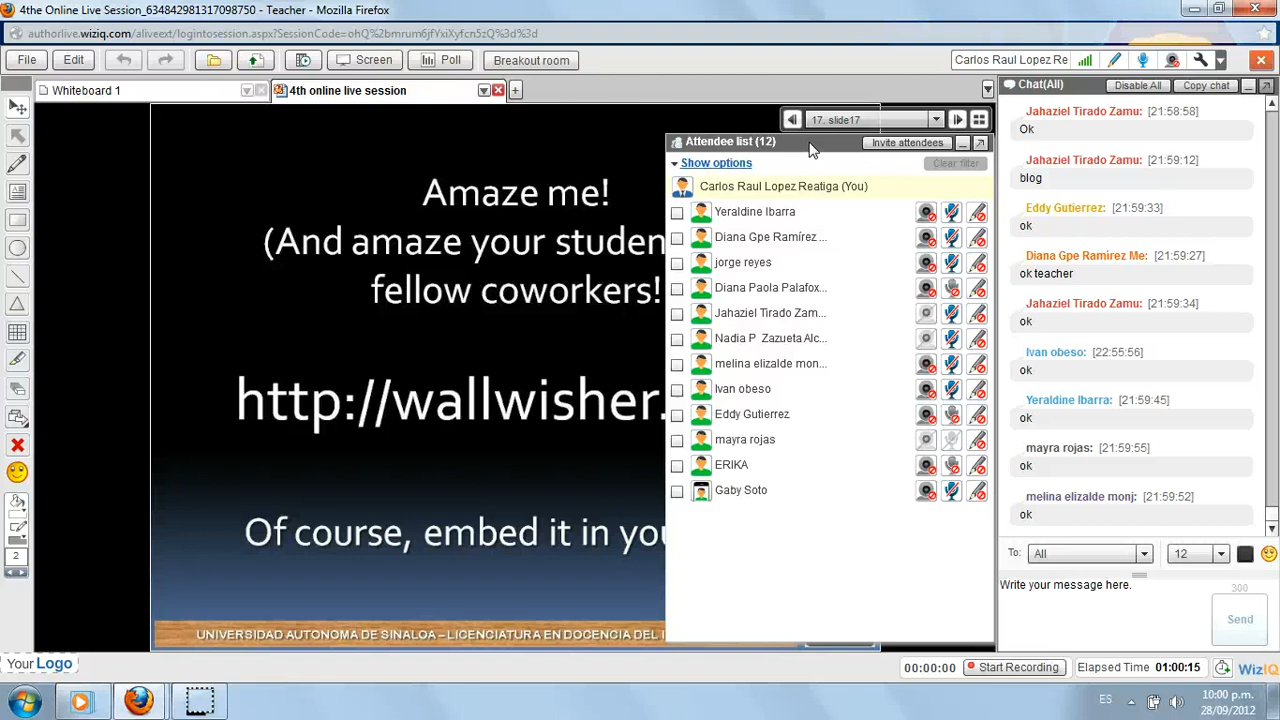 4the Online Live Session_634842981317098750 - Teacher - Mozilla Firefox
authorlive.wiziq.com/aliveext/logintosession.aspx?SessionCode=ohQ%2bmrum6jfYxiXyfcn5zQ%3d%3d
File Edit Screen Poll Breakout room Carlos Raul Lopez Re
Whiteboard 1
4th online live session
17. slide17
Amaze me!
(And amaze your studen
fellow coworkers!
http://wallwisher.
Of course, embed it in you
UNIVERSIDAD AUTONOMA DE SINALOA – LICENCIATURA EN DOCENCIA DEL I
Attendee list (12) Invite attendees
Show options Clear filter
Carlos Raul Lopez Reatiga (You)
Yeraldine Ibarra
Diana Gpe Ramírez ...
jorge reyes
Diana Paola Palafox...
Jahaziel Tirado Zam...
Nadia P Zazueta Alc...
melina elizalde mon...
Ivan obeso
Eddy Gutierrez
mayra rojas
ERIKA
Gaby Soto
Chat(All) Disable All Copy chat
Jahaziel Tirado Zamu: [21:58:58]
Ok
Jahaziel Tirado Zamu: [21:59:12]
blog
Eddy Gutierrez: [21:59:33]
ok
Diana Gpe Ramirez Me: [21:59:27]
ok teacher
Jahaziel Tirado Zamu: [21:59:34]
ok
Ivan obeso: [22:55:56]
ok
Yeraldine Ibarra: [21:59:45]
ok
mayra rojas: [21:59:55]
ok
melina elizalde monj: [21:59:52]
ok
To: All 12
Write your message here.
300
Send
2
Your Logo
00:00:00 Start Recording Elapsed Time 01:00:15 WizIQ
ES
10:00 p.m.
28/09/2012